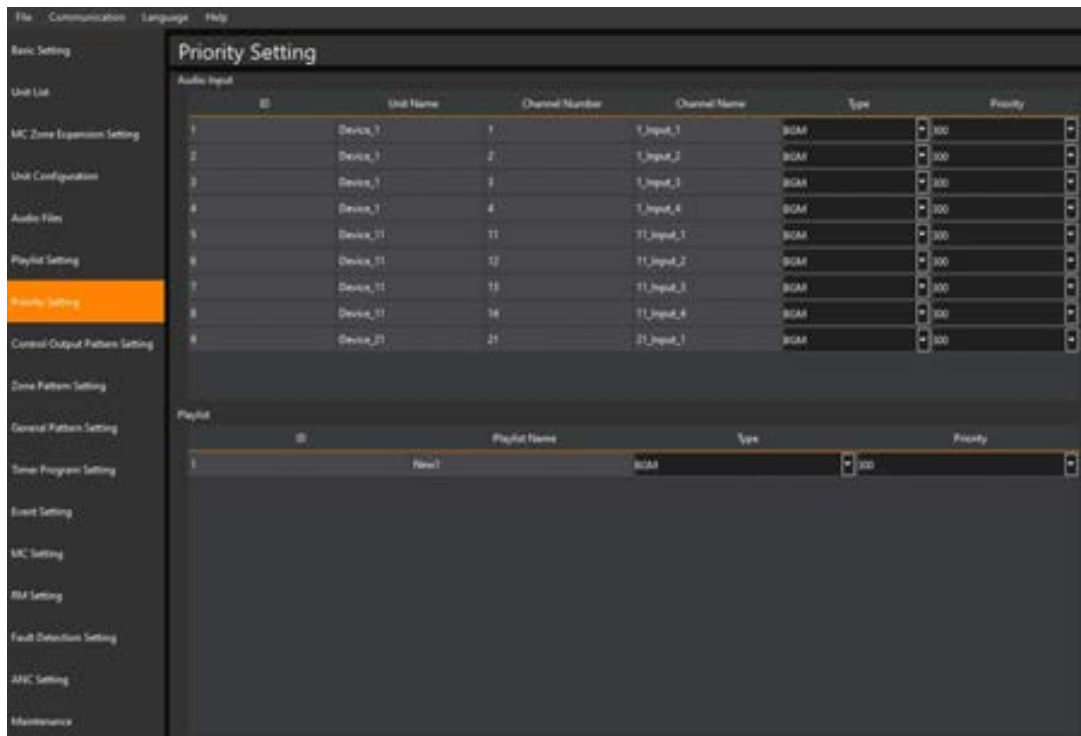 File Communication Language Help
Basic Setting
Unit List
MC Zone Expansion Setting
Unit Configuration
Audio Files
Playlist Setting
Priority Setting
Control Output Pattern Setting
Zone Pattern Setting
General Pattern Setting
Timer Program Setting
Event Setting
MC Setting
RM Setting
Fault Detection Setting
ANC Setting
Maintenance
Priority Setting
Audio Input
ID Unit Name Channel Number Channel Name Type Priority
1 Device_1 1 1_Input_1 BGM 300
2 Device_1 2 1_Input_2 BGM 300
3 Device_1 3 1_Input_3 BGM 300
4 Device_1 4 1_Input_4 BGM 300
5 Device_11 11 11_Input_1 BGM 300
6 Device_11 12 11_Input_2 BGM 300
7 Device_11 13 11_Input_3 BGM 300
8 Device_11 14 11_Input_4 BGM 300
9 Device_21 21 21_Input_1 BGM 300
Playlist
ID Playlist Name Type Priority
1 New1 BGM 300